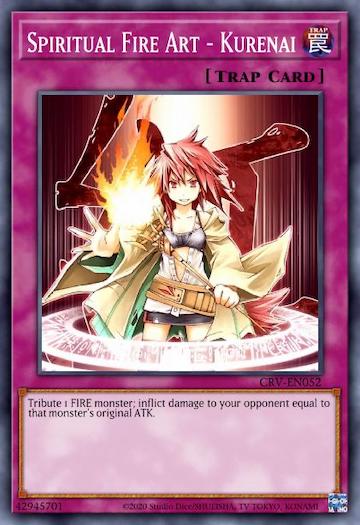 Spiritual Fire Art - Kurenai
TRAP
罠
[Trap Card]
CRV-EN052
Tribute 1 FIRE monster; inflict damage to your opponent equal to
that monster's original ATK.
42945701
©2020 Studio Dice/SHUEISHA, TV TOKYO, KONAMI